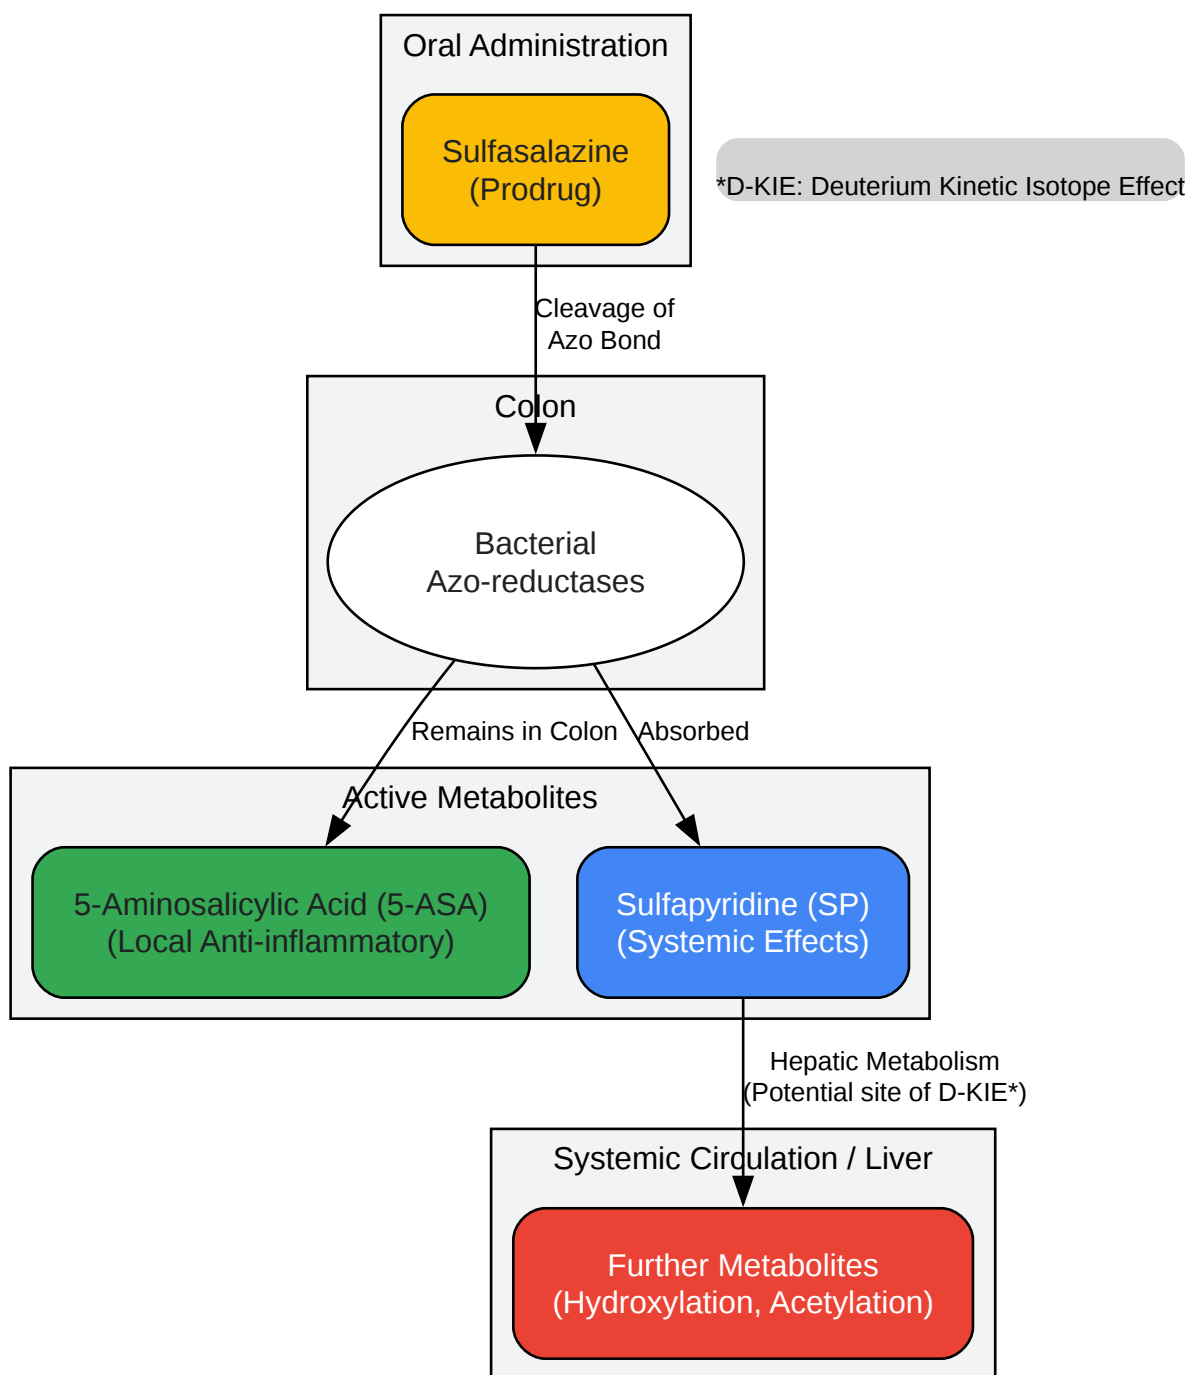 Oral Administration
Sulfasalazine
(Prodrug)
*D-KIE: Deuterium Kinetic Isotope Effect
Cleavage of
Azo Bond
Colon
Bacterial
Azo-reductases
Remains in Colon
Absorbed
Active Metabolites
5-Aminosalicylic Acid (5-ASA)
(Local Anti-inflammatory)
Sulfapyridine (SP)
(Systemic Effects)
Hepatic Metabolism
(Potential site of D-KIE*)
Systemic Circulation / Liver
Further Metabolites
(Hydroxylation, Acetylation)